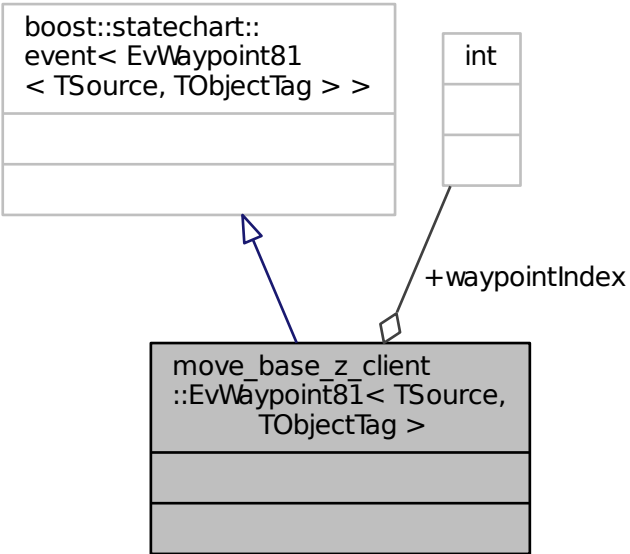 boost::statechart::
event< EvWaypoint81
< TSource, TObjectTag > >
int
+waypointIndex
move_base_z_client
::EvWaypoint81< TSource,
TObjectTag >